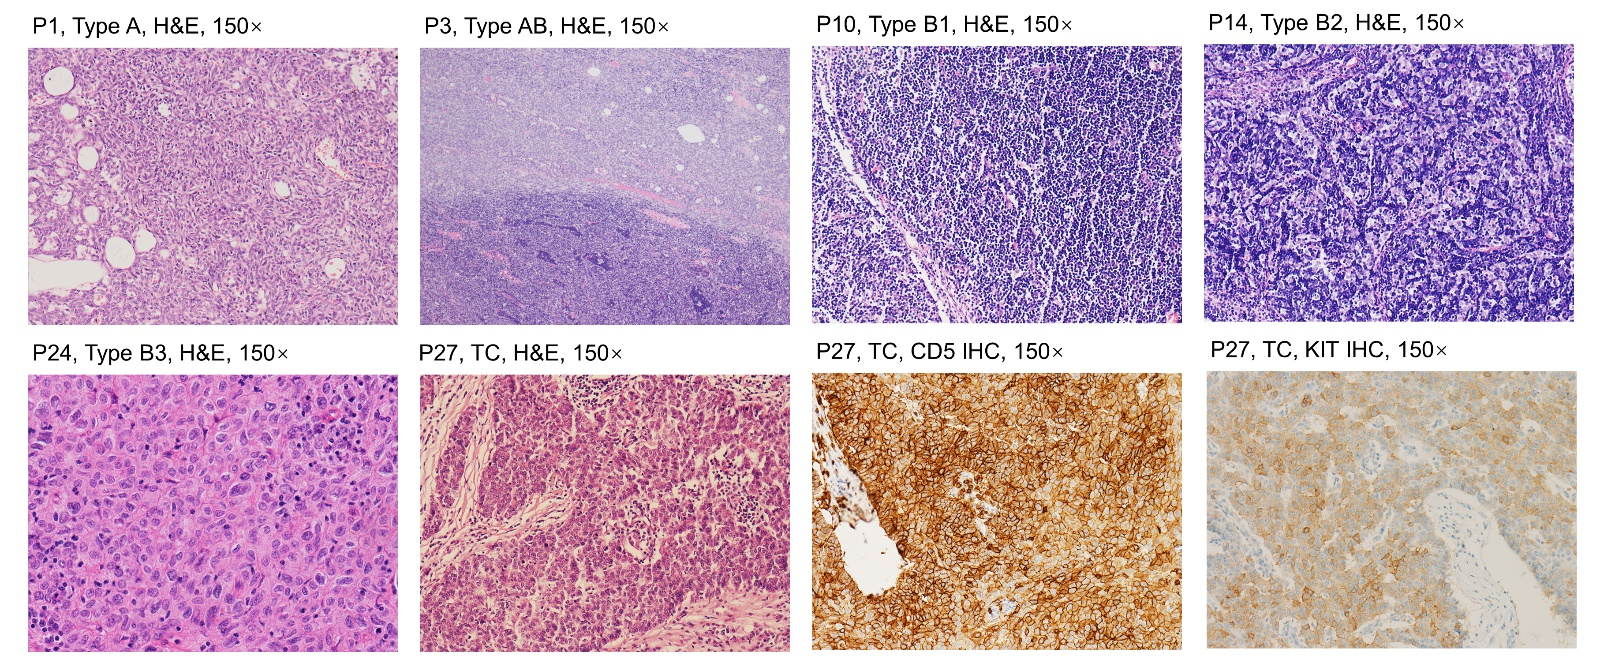 P1, Type A, H&E, 150×
P3, Type AB, H&E, 150×
P10, Type B1, H&E, 150×
P14, Type B2, H&E, 150×
P24, Type B3, H&E, 150×
P27, TC, H&E, 150×
P27, TC, CD5 IHC, 150×
P27, TC, KIT IHC, 150×